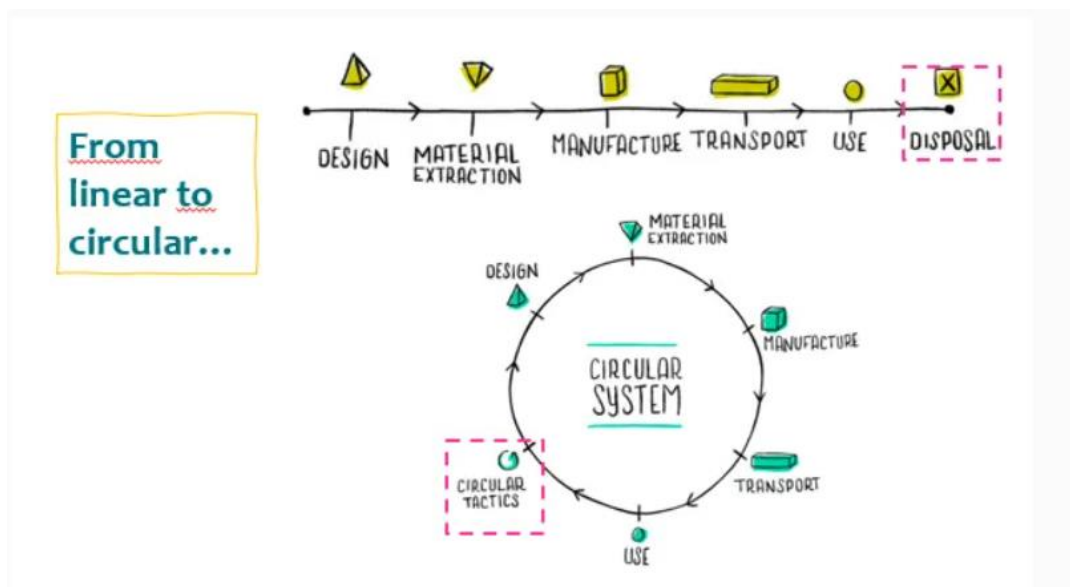 From
linear to
circular...
DESIGN
MATERIAL
EXTRACTION
MANUFACTURE
TRANSPORT
USE
DISPOSAL
MATERIAL
EXTRACTION
DESIGN
MANUFACTURE
CIRCULAR
SYSTEM
CIRCULAR
TACTICS
TRANSPORT
USE